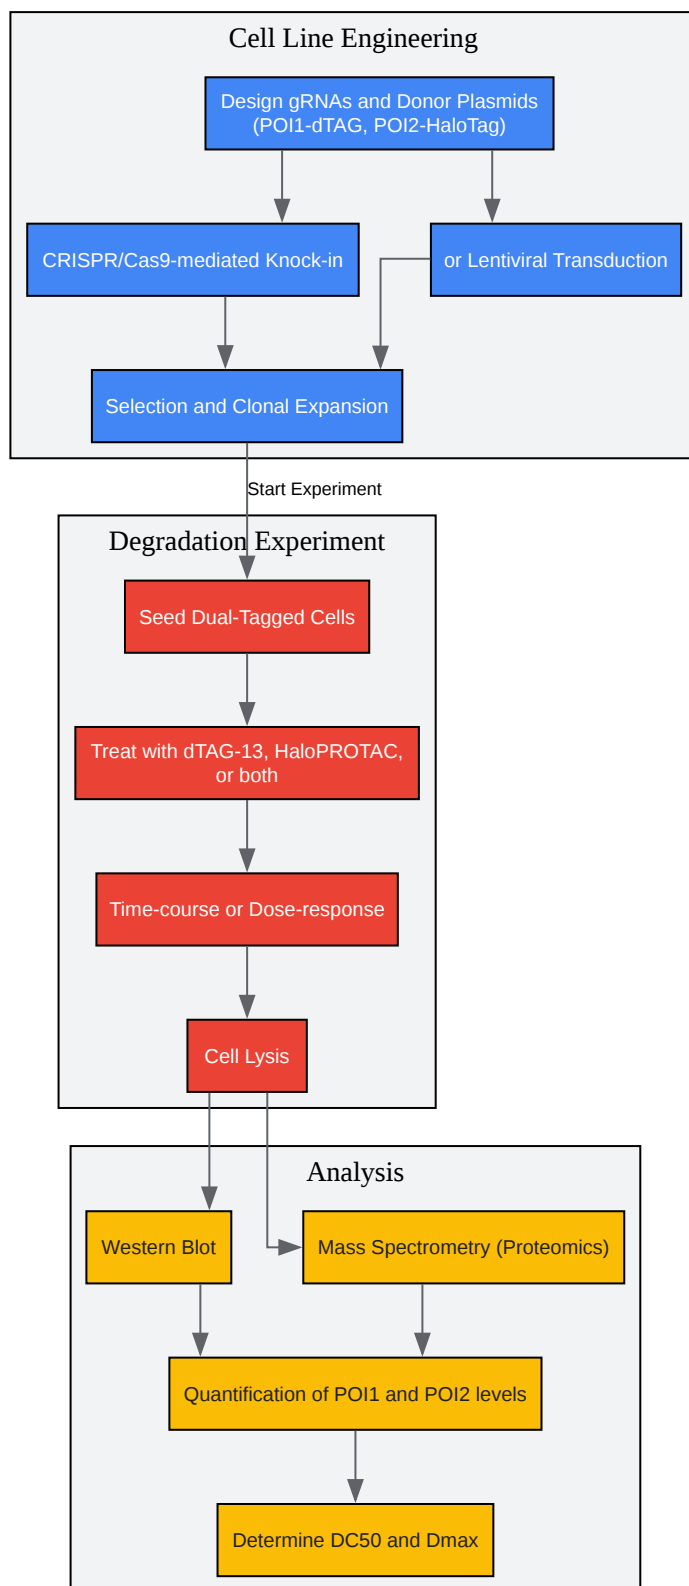 Cell Line Engineering
Design gRNAs and Donor Plasmids
(POI1-dTAG, POI2-HaloTag)
CRISPR/Cas9-mediated Knock-in
or Lentiviral Transduction
Selection and Clonal Expansion
Start Experiment
Degradation Experiment
Seed Dual-Tagged Cells
Treat with dTAG-13, HaloPROTAC,
or both
Time-course or Dose-response
Cell Lysis
Analysis
Western Blot
Mass Spectrometry (Proteomics)
Quantification of POI1 and POI2 levels
Determine DC50 and Dmax